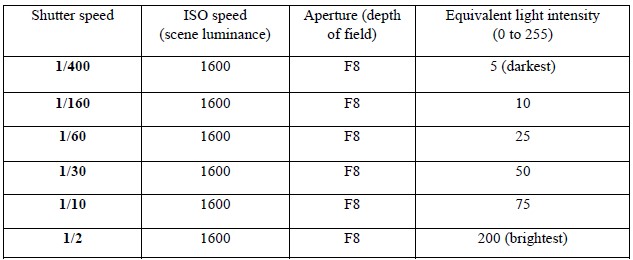 Shutter speed ISO speed (scene luminance) Aperture (depth of field) Equivalent light intensity (0 to 255)
1/400 1600 F8 5 (darkest)
1/160 1600 F8 10
1/60 1600 F8 25
1/30 1600 F8 50
1/10 1600 F8 75
1/2 1600 F8 200 (brightest)